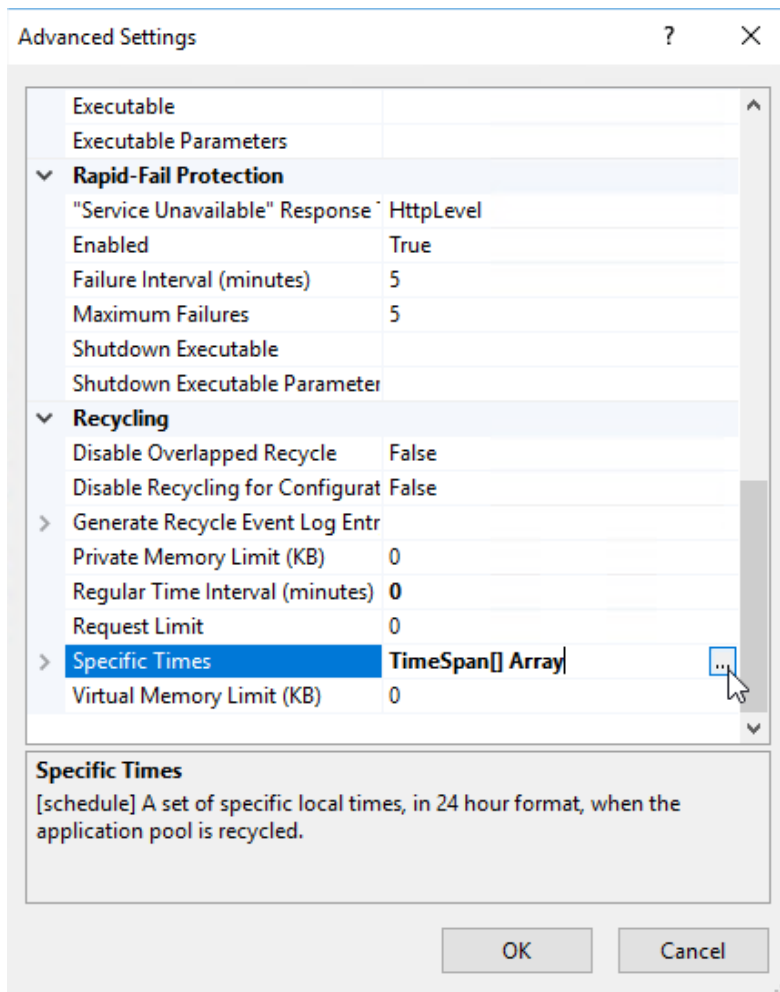 Advanced Settings ?
Executable
Executable Parameters
Rapid-Fail Protection
"Service Unavailable" Response HttpLevel
Enabled True
Failure Interval (minutes) 5
Maximum Failures 5
Shutdown Executable
Shutdown Executable Parameter
Recycling
Disable Overlapped Recycle False
Disable Recycling for Configurat False
Generate Recycle Event Log Entr
Private Memory Limit (KB) 0
Regular Time Interval (minutes) 0
Request Limit 0
Specific Times TimeSpan[] Array ...
Virtual Memory Limit (KB) 0
Specific Times
[schedule] A set of specific local times, in 24 hour format, when the
application pool is recycled.
OK Cancel